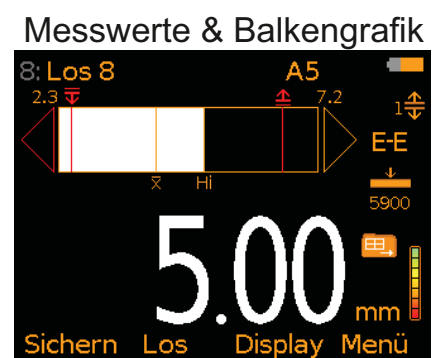 Messwerte & Balkengrafik
8: Los 8 A5
2.3 7.2 1
E-E
x̄ Hi
5900
5.00 mm
Sichern Los Display Menü